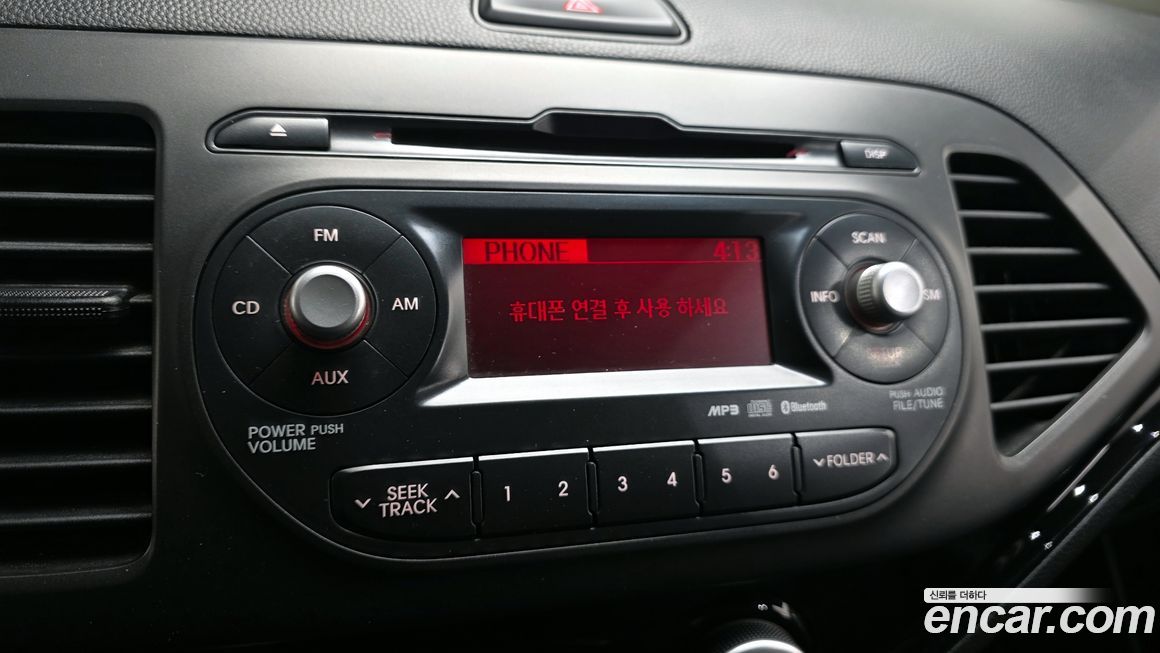 DISP
FM
CD
AM
AUX
POWER PUSH
VOLUME
PHONE 4:13
휴대폰 연결 후 사용 하세요
SCAN
INFO
SETUP
PUSH AUDIO
FILE/TUNE
MP3 Bluetooth
SEEK
TRACK
1 2 3 4 5 6
FOLDER
신뢰를 더하다
encar.com